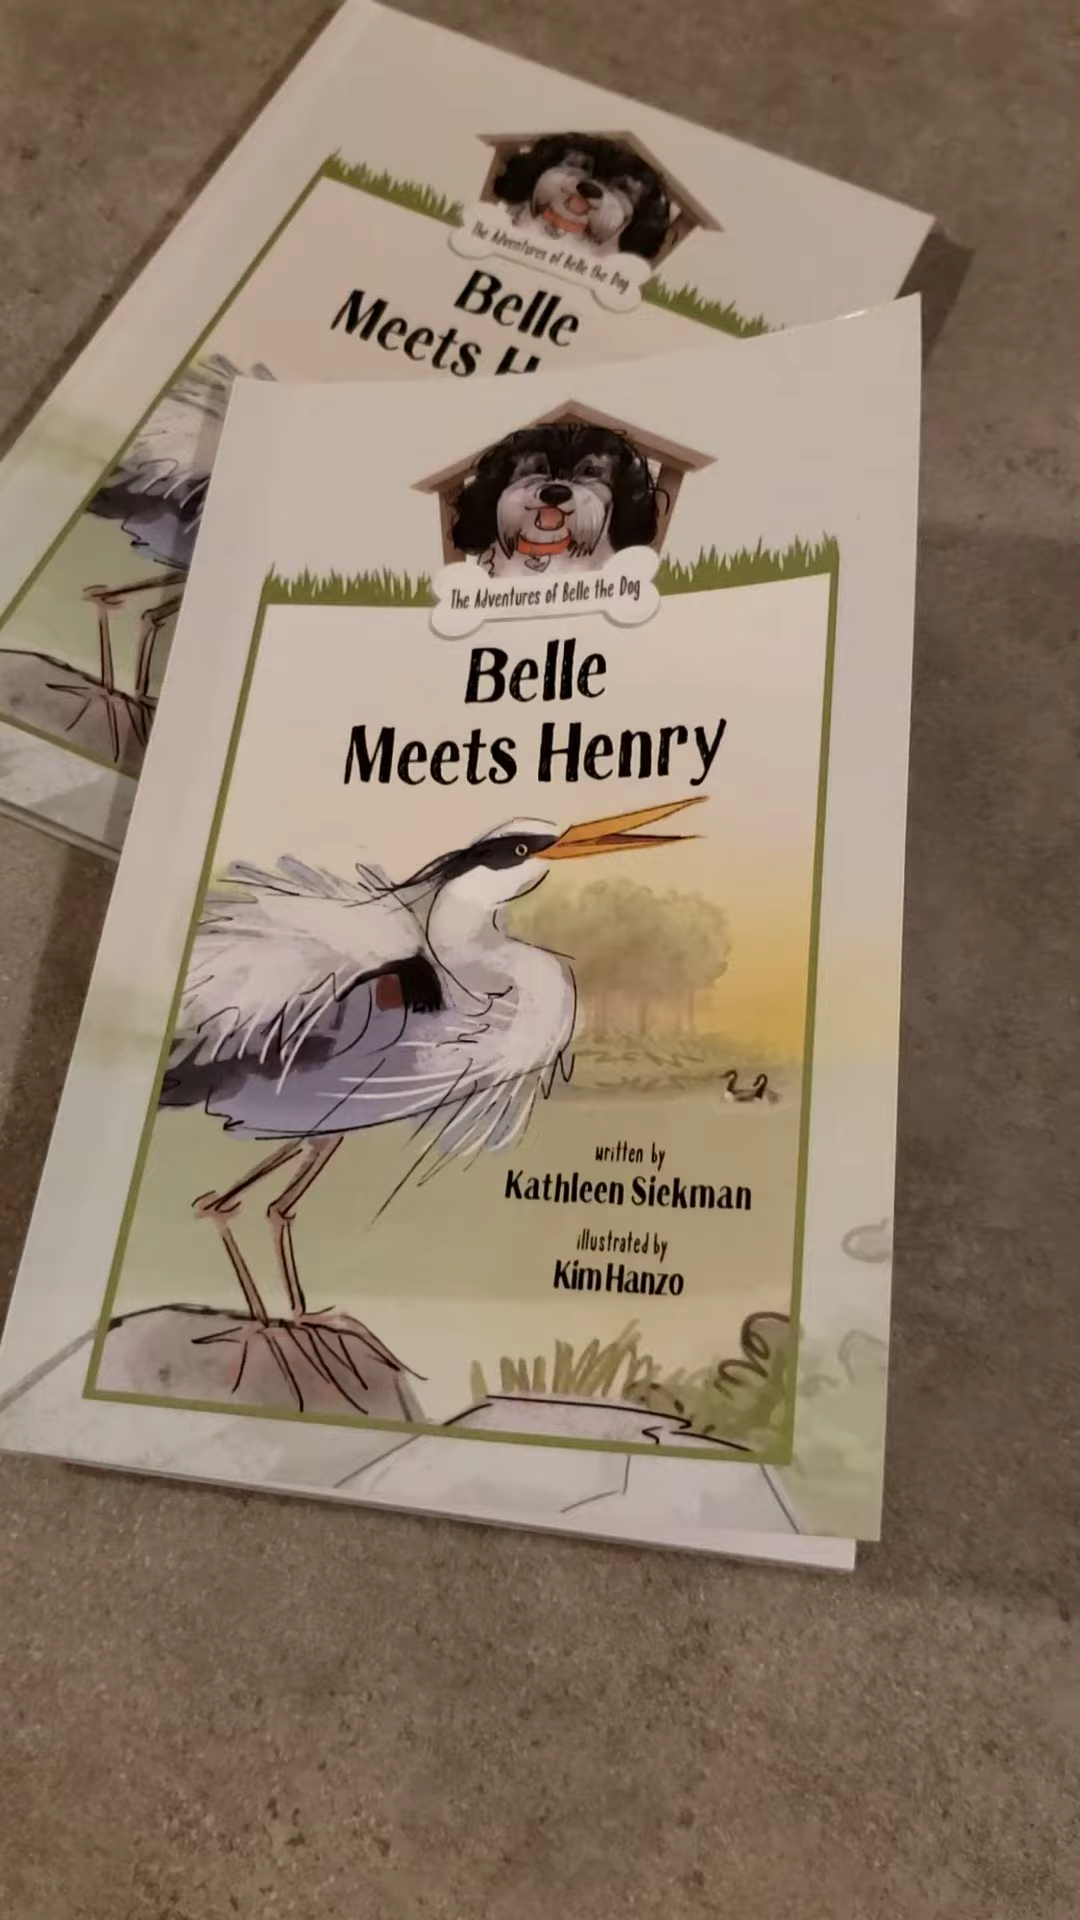 The Adventures of Belle the Dog
Belle
Meets H
The Adventures of Belle the Dog
Belle
Meets Henry
written by
Kathleen Siekman
illustrated by
Kim Hanzo